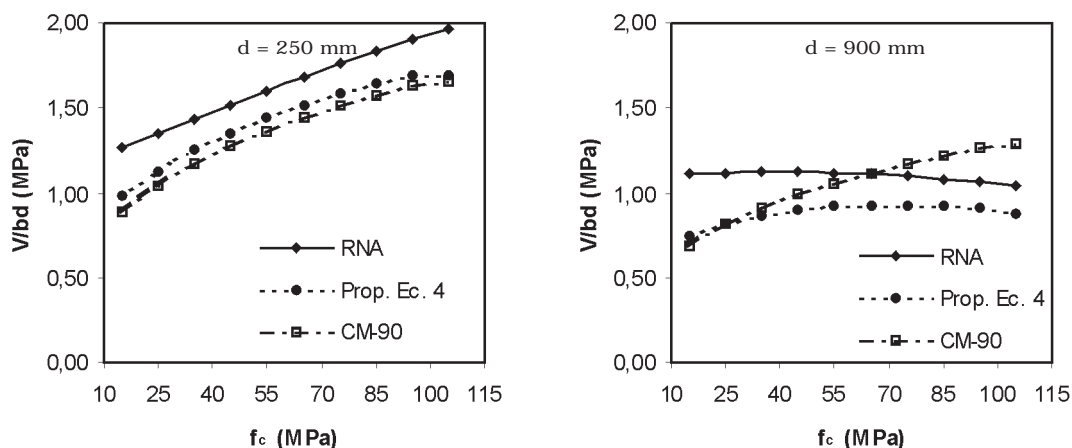 2,00
d = 250 mm
1,50
1,00
0,50
0,00
V/bd (MPa)
RNA
Prop. Ec. 4
CM-90
10 25 40 55 70 85 100 115
fc (MPa)
2,00
d = 900 mm
1,50
1,00
0,50
0,00
V/bd (MPa)
RNA
Prop. Ec. 4
CM-90
10 25 40 55 70 85 100 115
fc (MPa)